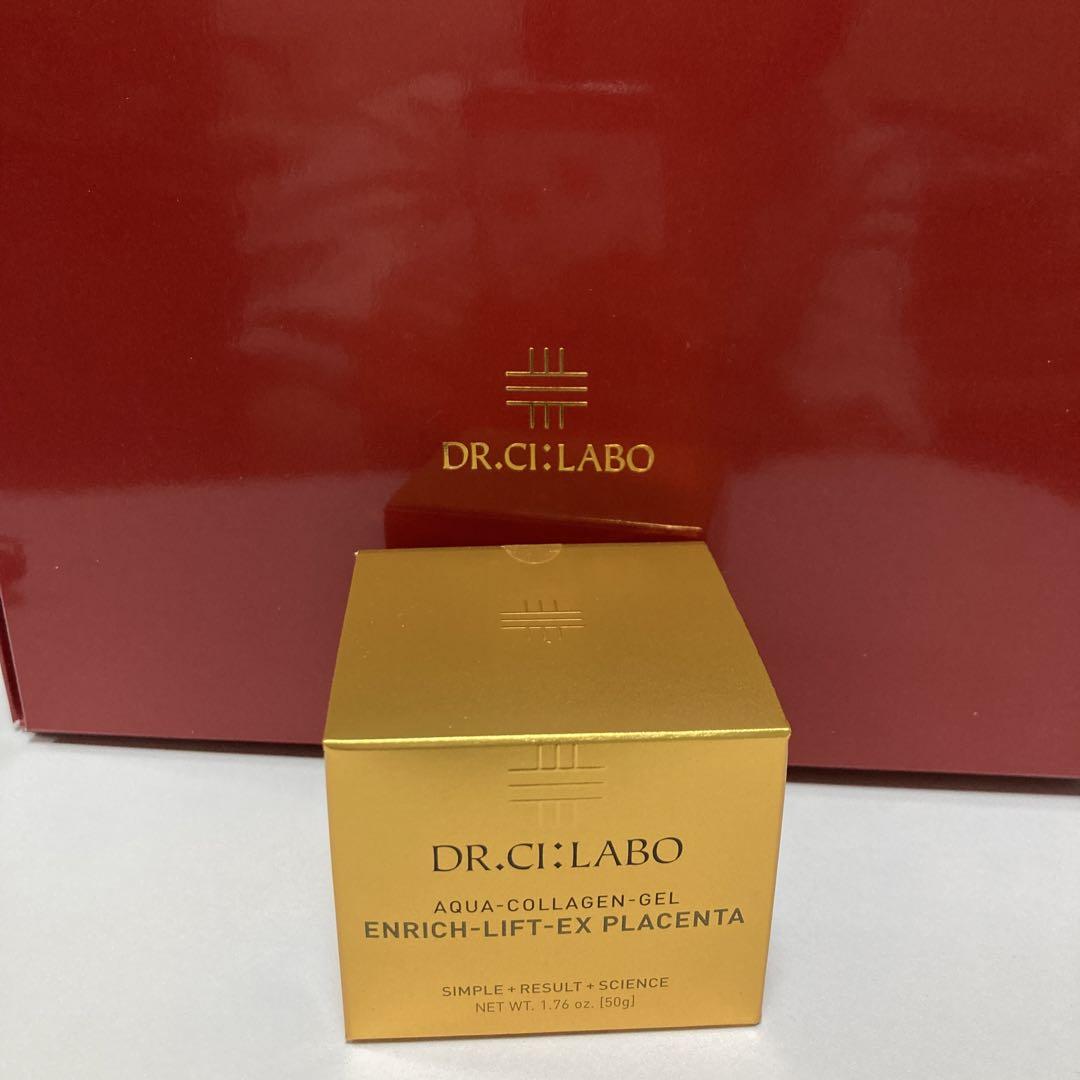 DR.CI:LABO
DR.CI:LABO
AQUA-COLLAGEN-GEL
ENRICH-LIFT-EX PLACENTA
SIMPLE+RESULT+SCIENCE
NET WT. 1.76 oz. [50g]